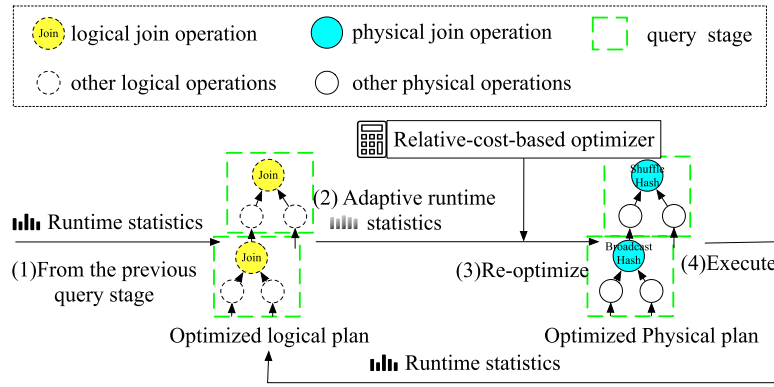 Join
logical join operation
physical join operation
query stage
other logical operations
other physical operations
Relative-cost-based optimizer
Join
Shuffle
Hash
(2) Adaptive runtime
statistics
Runtime statistics
(1)From the previous
query stage
Join
Broadcast
Hash
(3)Re-optimize
(4)Execute
Optimized logical plan
Optimized Physical plan
Runtime statistics